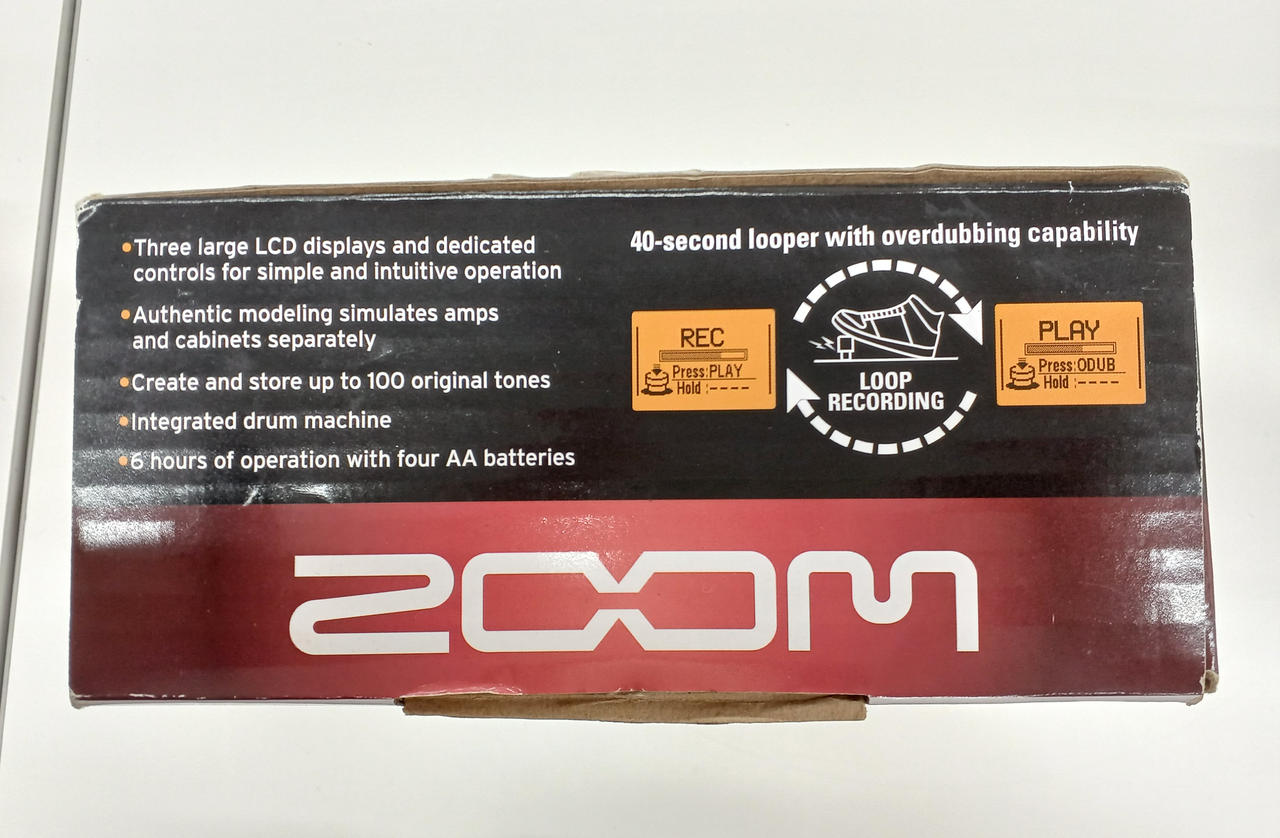 •Three large LCD displays and dedicated
controls for simple and intuitive operation
•Authentic modeling simulates amps
and cabinets separately
•Create and store up to 100 original tones
•Integrated drum machine
•6 hours of operation with four AA batteries
40-second looper with overdubbing capability
REC
Press:PLAY
Hold :----
LOOP
RECORDING
PLAY
Press:ODUB
Hold :----
ZOOM